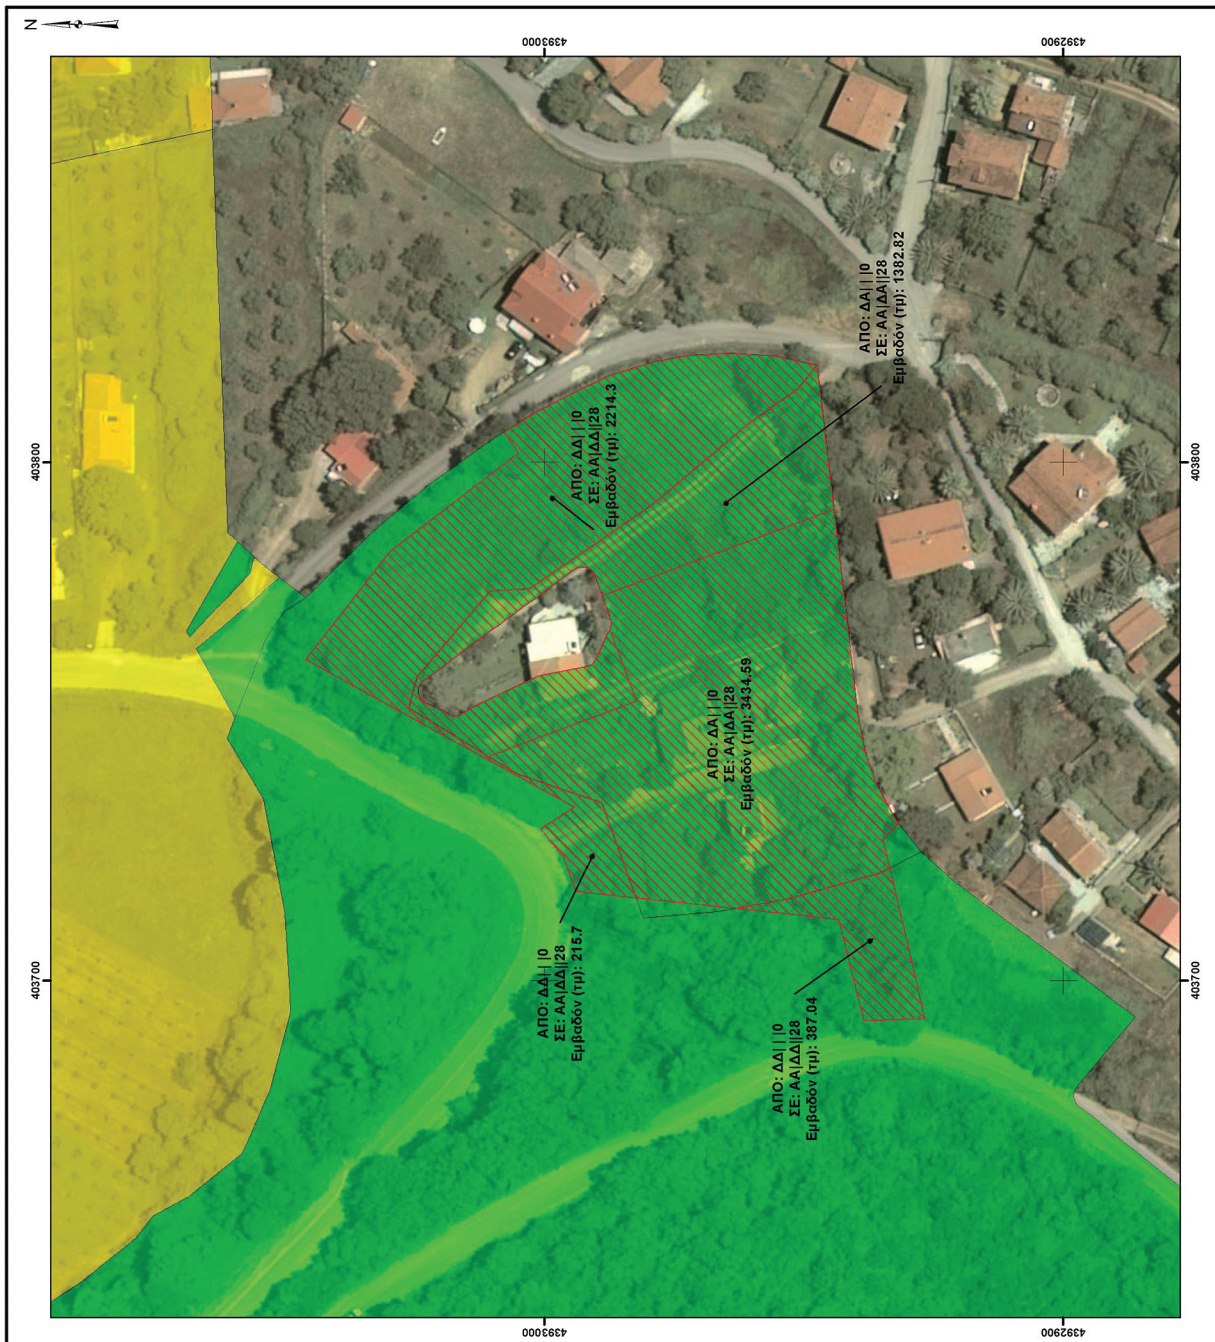 N
4393000
4392900
403800
403800
ΑΠΟ: ΔΑ| | |0
ΣΕ: ΑΑ|ΔΑ||28
Εμβαδόν (τμ): 1382.82
ΑΠΟ: ΔΔ| | |0
ΣΕ: ΑΑ|ΔΔ||28
Εμβαδόν (τμ): 2214.3
ΑΠΟ: ΔΑ| | |0
ΣΕ: ΑΑ|ΔΑ||28
Εμβαδόν (τμ): 3434.59
ΑΠΟ: ΔΔ| | |0
ΣΕ: ΑΑ|ΔΔ||28
Εμβαδόν (τμ): 215.7
ΑΠΟ: ΔΔ| | |0
ΣΕ: ΑΑ|ΔΔ||28
Εμβαδόν (τμ): 387.04
403700
403700
4393000
4392900